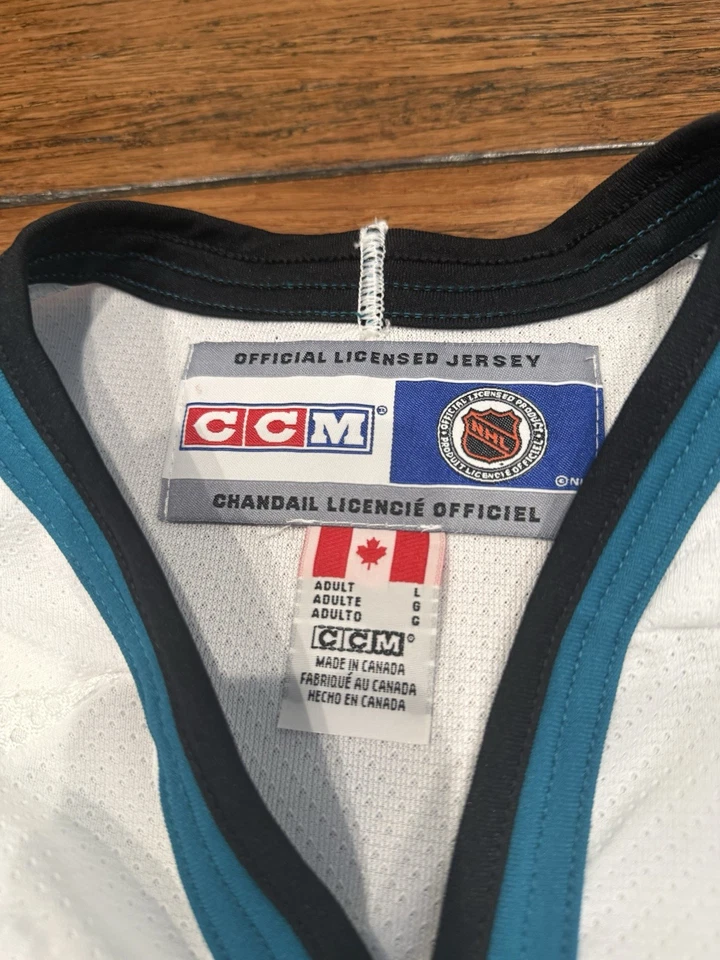 OFFICIAL LICENSED JERSEY
CCM®
OFFICIAL LICENSED PRODUCT
NHL
PRODUIT LICENCIÉ OFFICIEL
CHANDAIL LICENCIÉ OFFICIEL
ADULT L
ADULTE G
ADULTO G
CCM®
MADE IN CANADA
FABRIQUÉ AU CANADA
HECHO EN CANADA